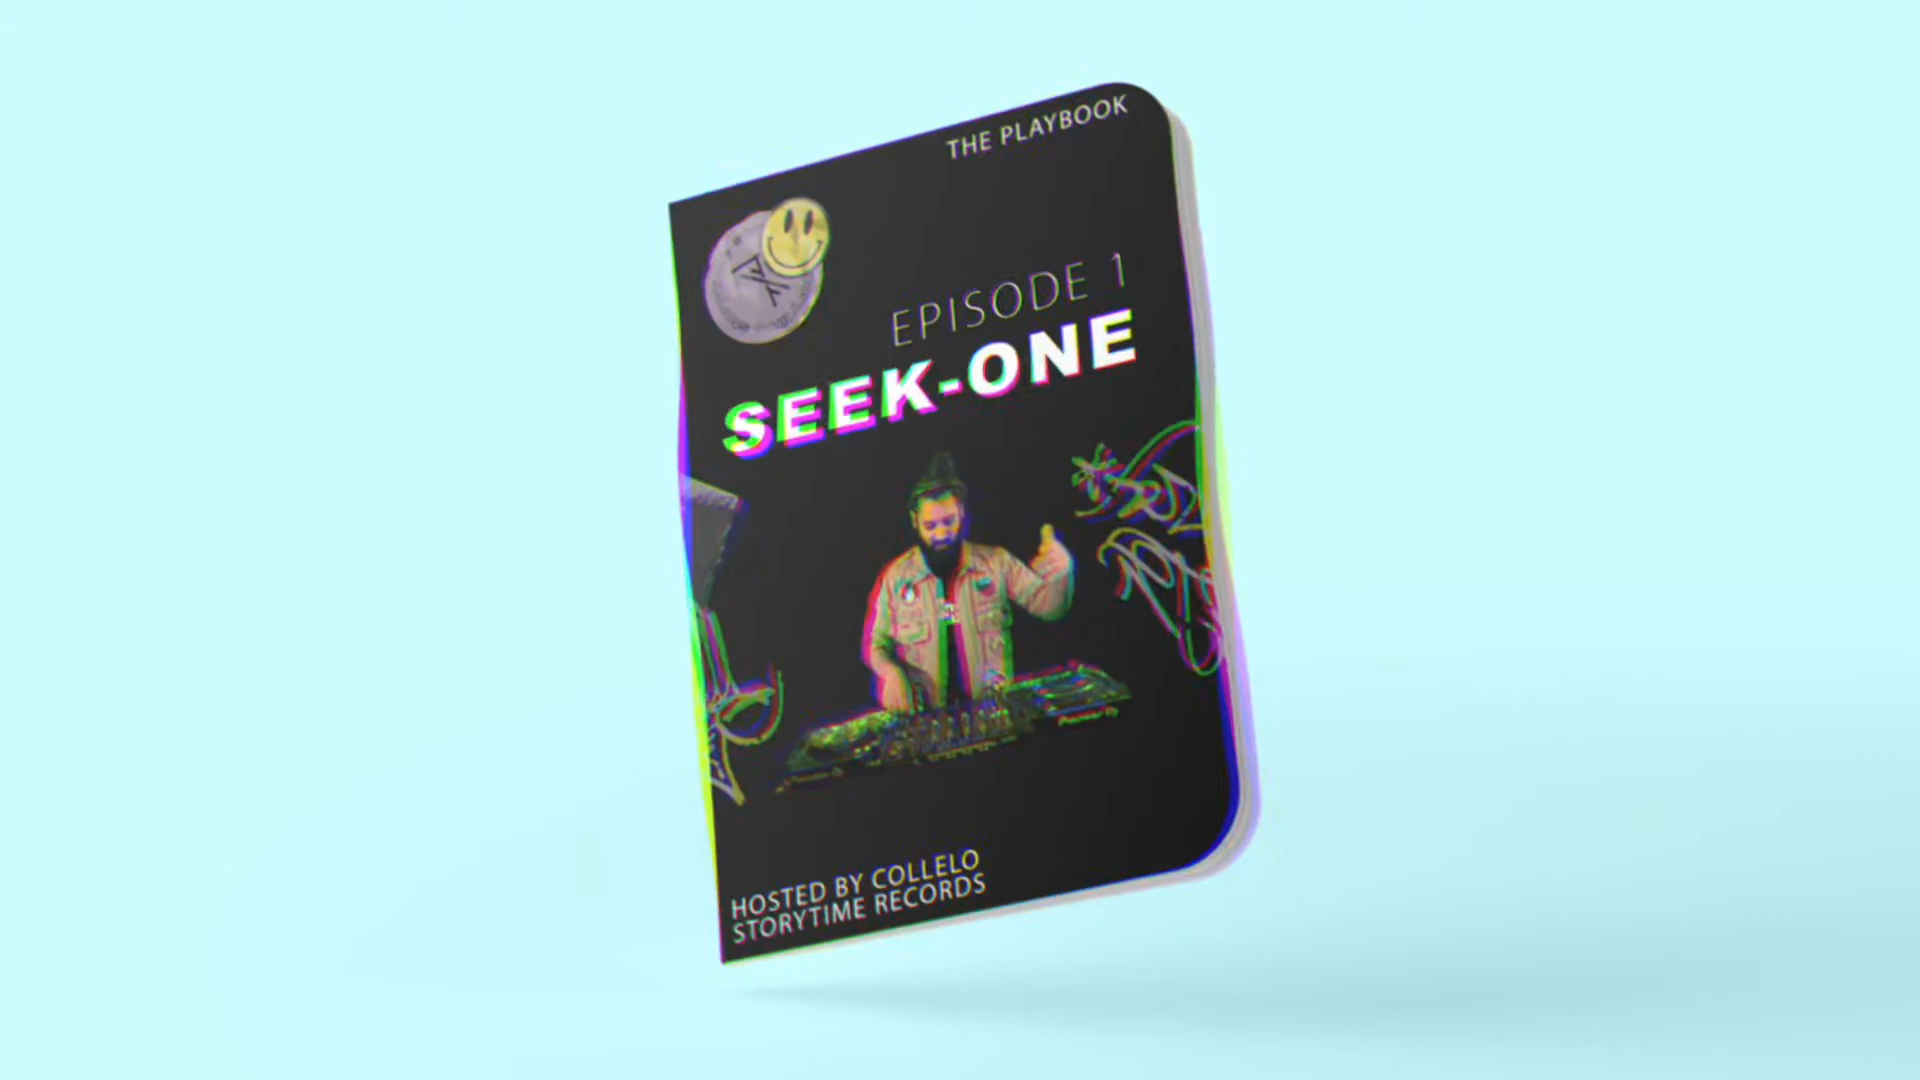 THE PLAYBOOK
EPISODE 1
SEEK-ONE
HOSTED BY COLLELO
STORYTIME RECORDS